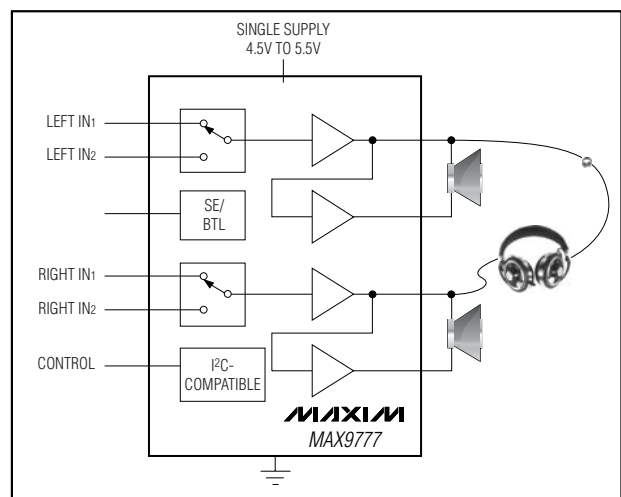 SINGLE SUPPLY
4.5V TO 5.5V
LEFT IN1
LEFT IN2
SE/
BTL
RIGHT IN1
RIGHT IN2
CONTROL
I²C-
COMPATIBLE
MAXIM
MAX9777